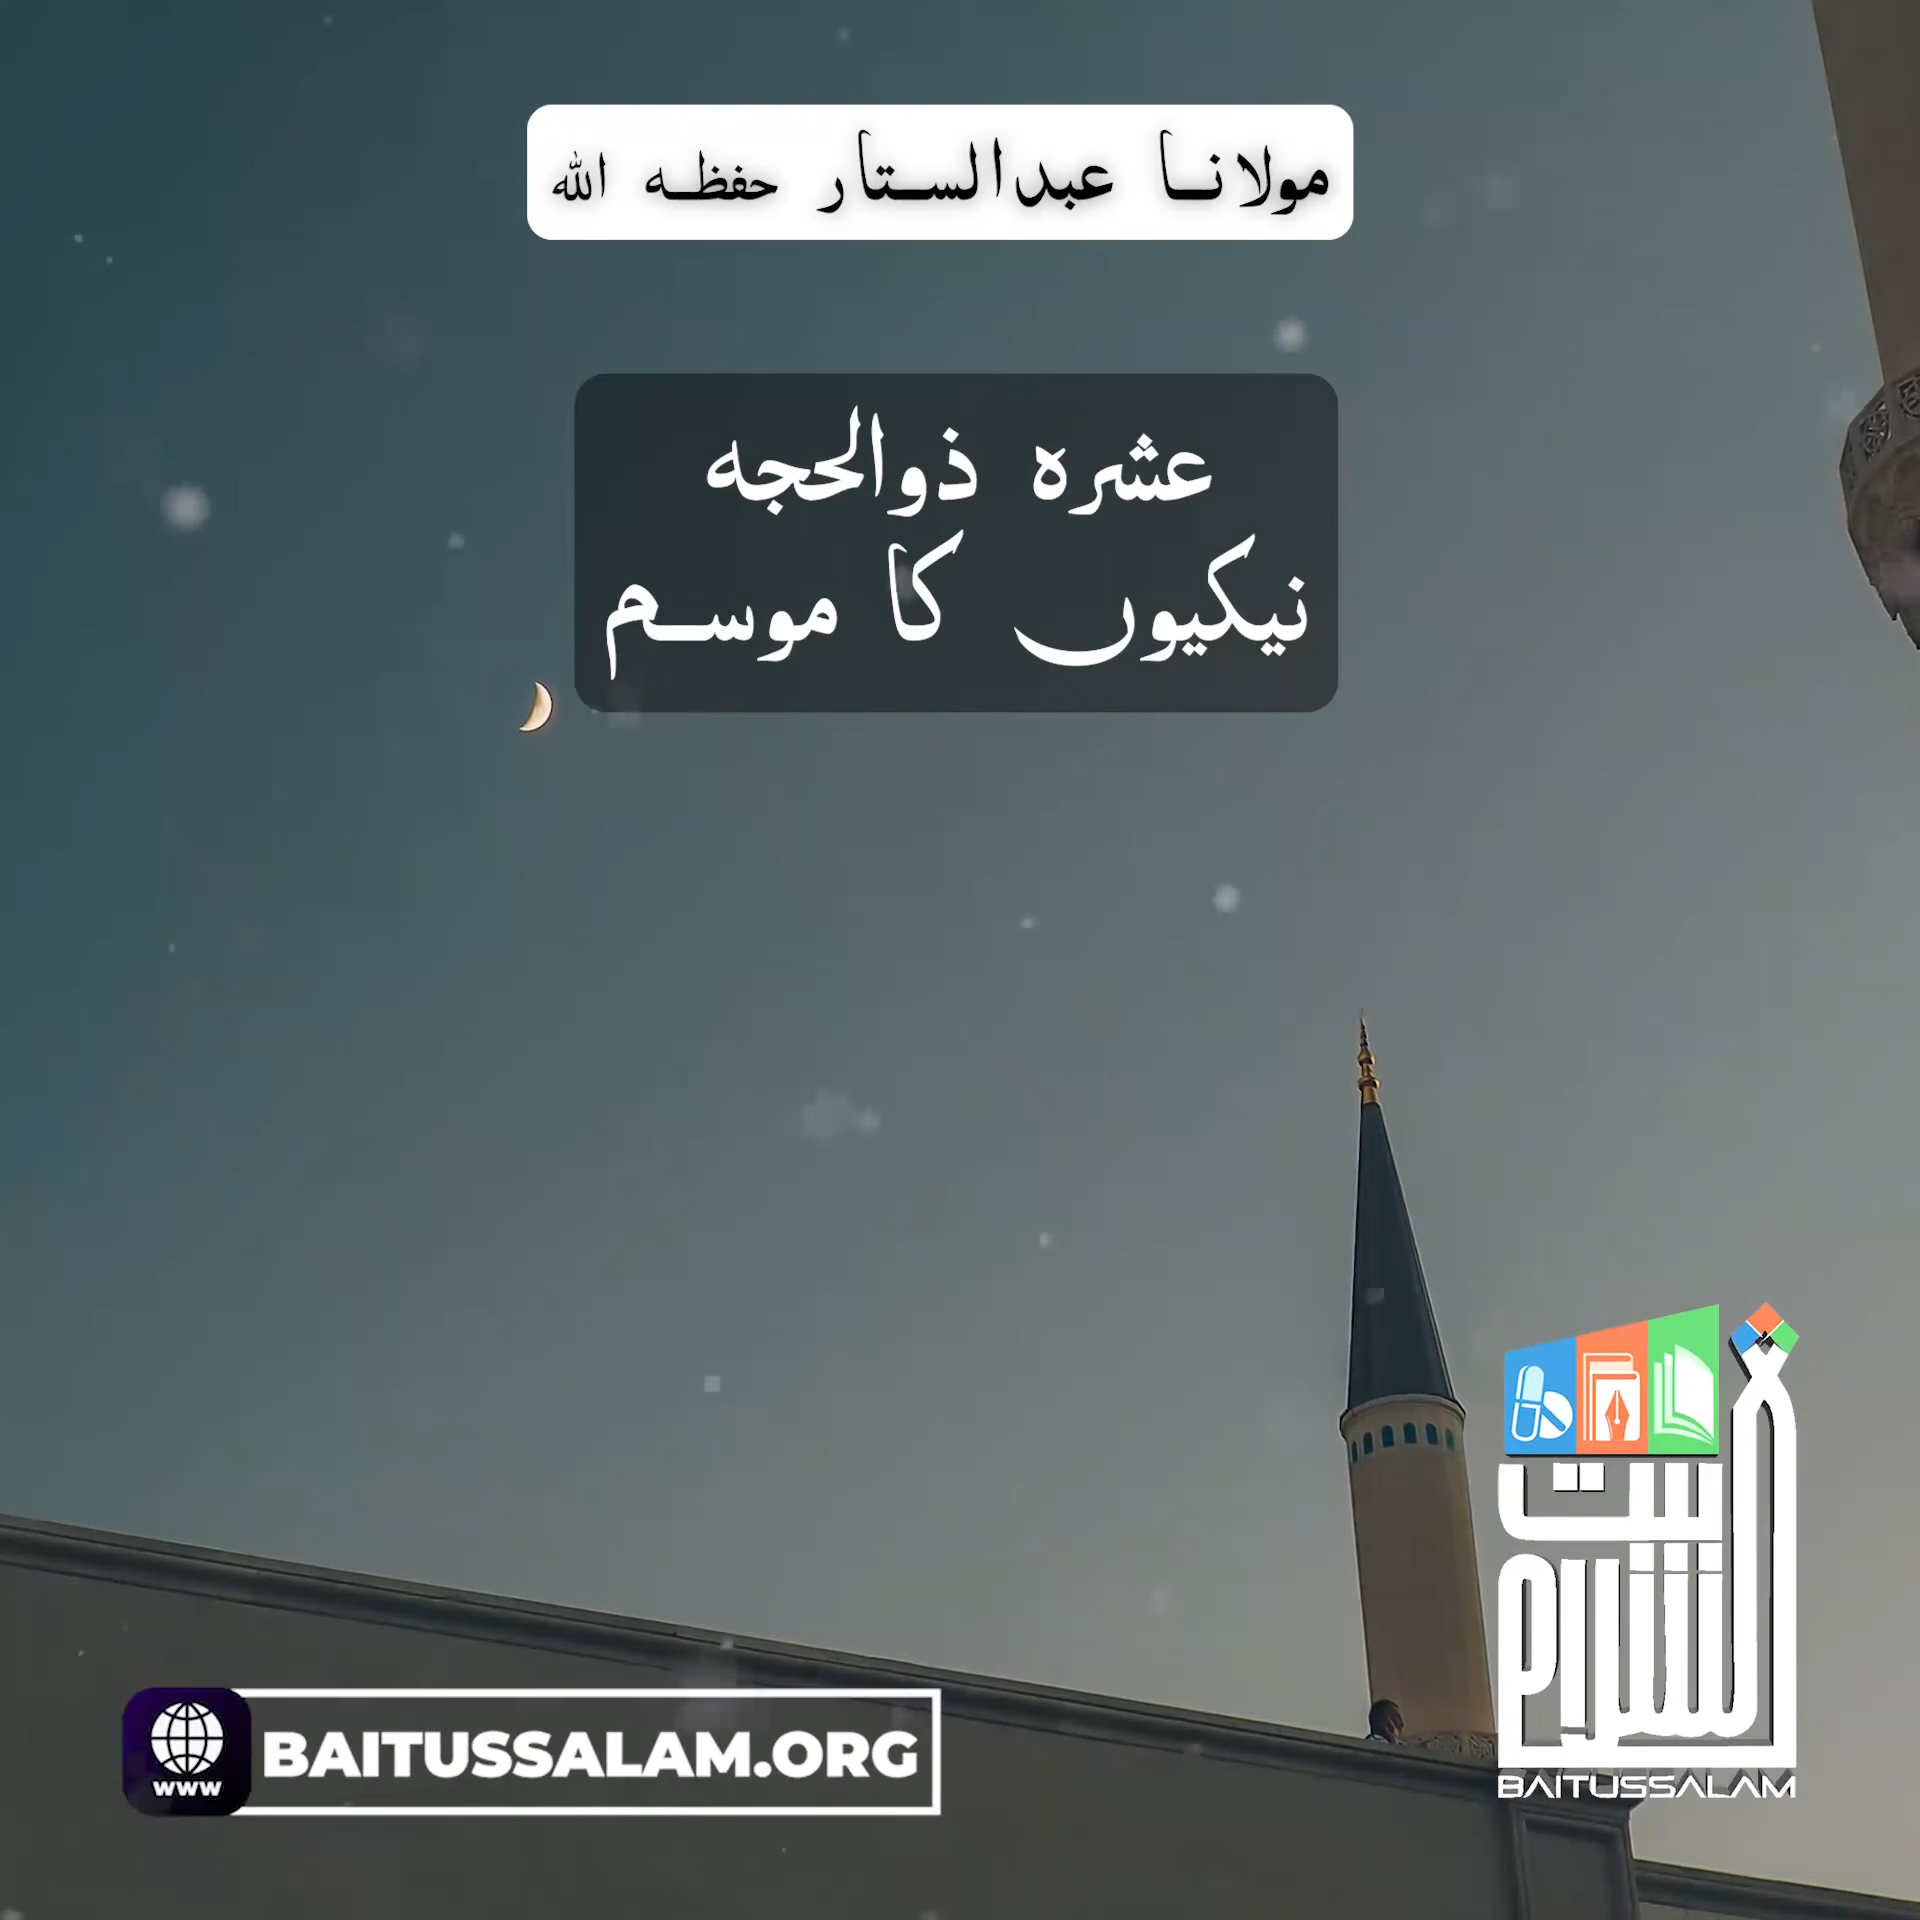 مولانا عبدالستار حفظہ اللہ
عشرہ ذوالحجہ
نیکیوں کا موسم
بیت السلام
WWW
BAITUSSALAM.ORG
BAITUSSALAM